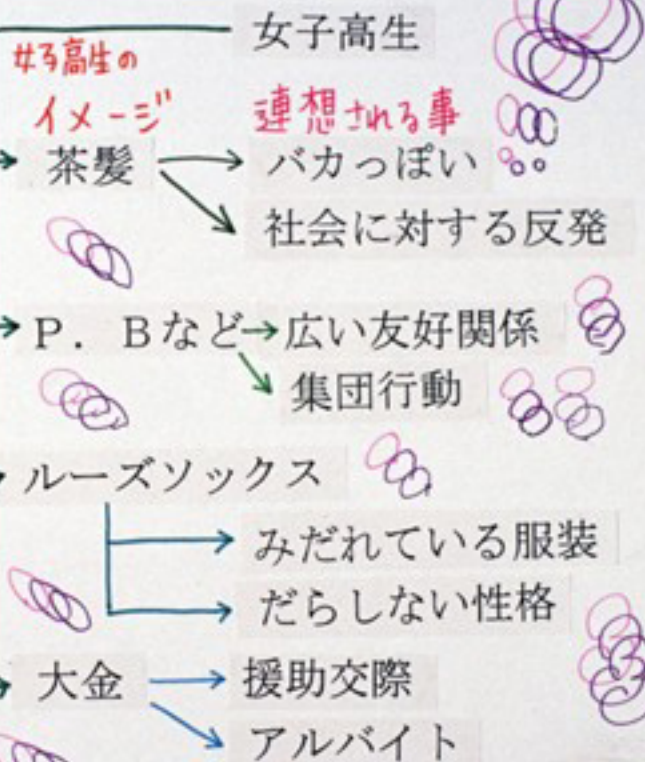 女子高生
女子高生の
イメージ 連想される事
茶髪 バカっぽい
社会に対する反発
P．Bなど 広い友好関係
集団行動
ルーズソックス
みだれている服装
だらしない性格
大金 援助交際
アルバイト